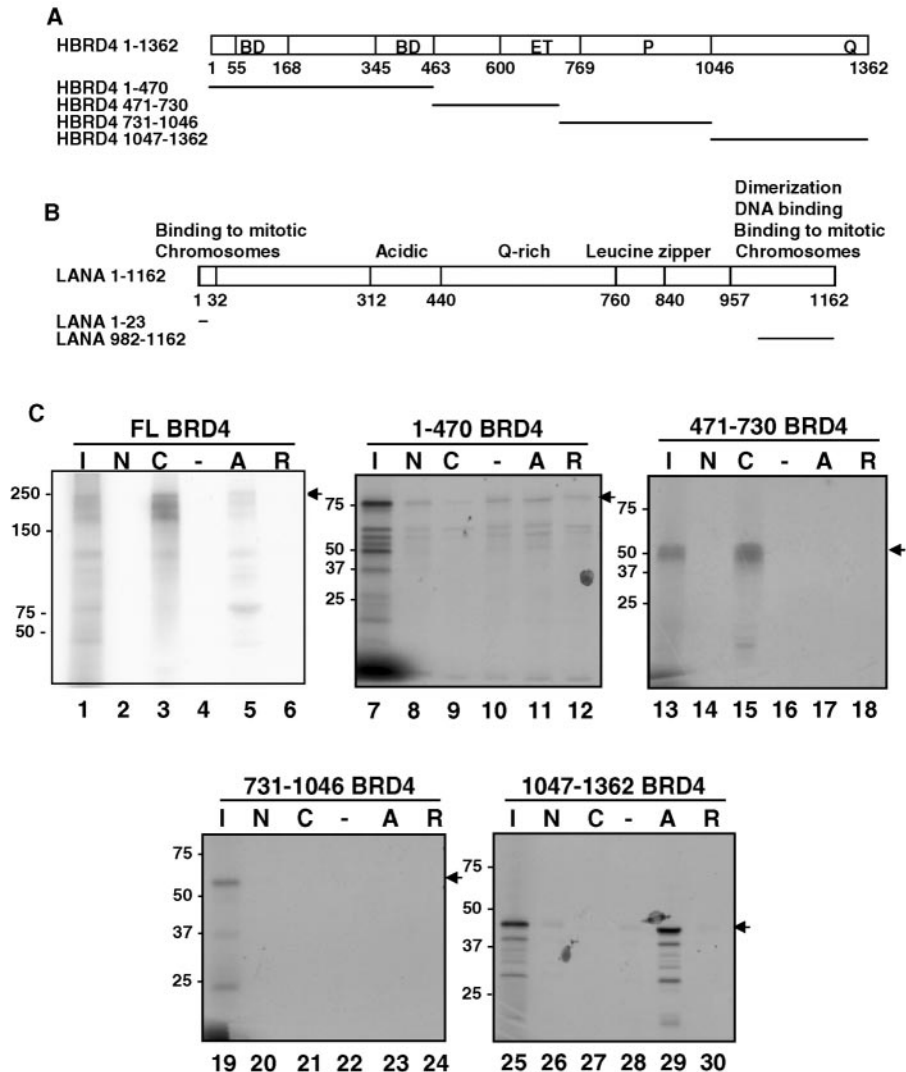 A
HBRD4 1-1362 BD BD ET P Q
1 55 168 345 463 600 769 1046 1362
HBRD4 1-470
HBRD4 471-730
HBRD4 731-1046
HBRD4 1047-1362
Dimerization
DNA binding
B
Binding to mitotic Chromosomes Acidic Q-rich Leucine zipper Binding to mitotic Chromosomes
LANA 1-1162
1 32 312 440 760 840 957 1162
LANA 1-23
LANA 982-1162
C
FL BRD4 1-470 BRD4 471-730 BRD4
I N C - A R I N C - A R I N C - A R
250 -
150 -
75 -
50 -
75 -
50 -
37 -
25 -
75 -
50 -
37 -
25 -
1 2 3 4 5 6 7 8 9 10 11 12 13 14 15 16 17 18
731-1046 BRD4 1047-1362 BRD4
I N C - A R I N C - A R
75 -
50 -
37 -
25 -
75 -
50 -
37 -
25 -
19 20 21 22 23 24 25 26 27 28 29 30